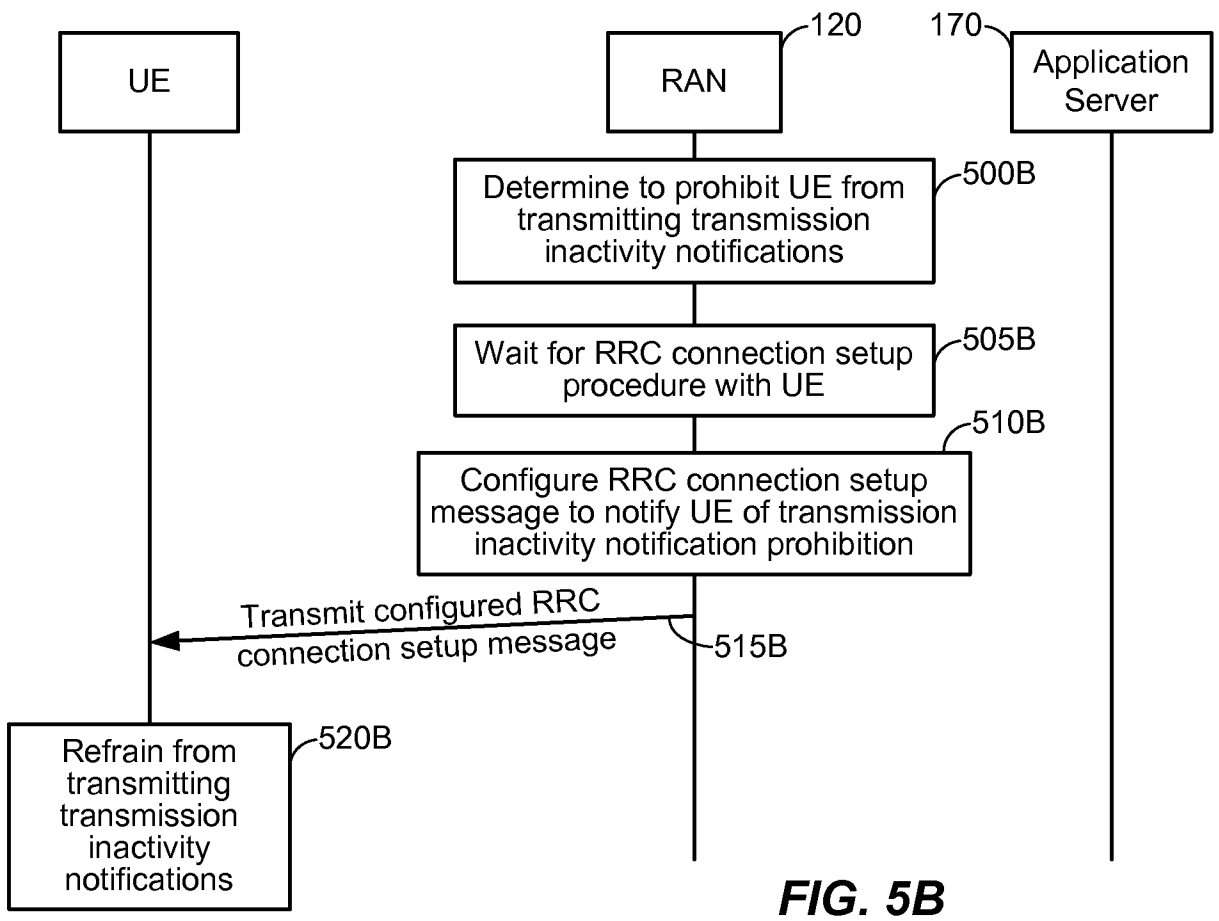 120
170
UE
RAN
Application
Server
500B
Determine to prohibit UE from
transmitting transmission
inactivity notifications
505B
Wait for RRC connection setup
procedure with UE
510B
Configure RRC connection setup
message to notify UE of transmission
inactivity notification prohibition
Transmit configured RRC
connection setup message
515B
520B
Refrain from
transmitting
transmission
inactivity
notifications
FIG. 5B